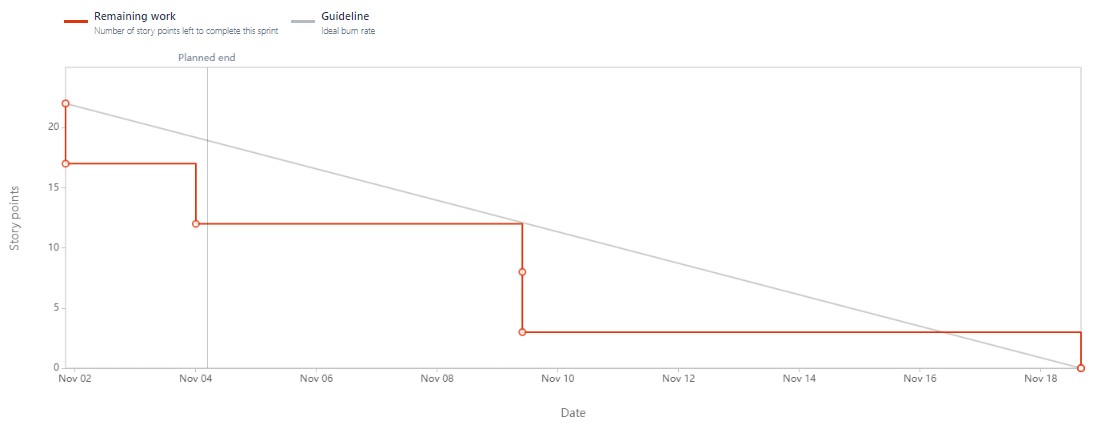 Remaining work
Number of story points left to complete this sprint
Guideline
Ideal burn rate
Planned end
20
15
10
5
0
Story points
Nov 02
Nov 04
Nov 06
Nov 08
Nov 10
Nov 12
Nov 14
Nov 16
Nov 18
Date